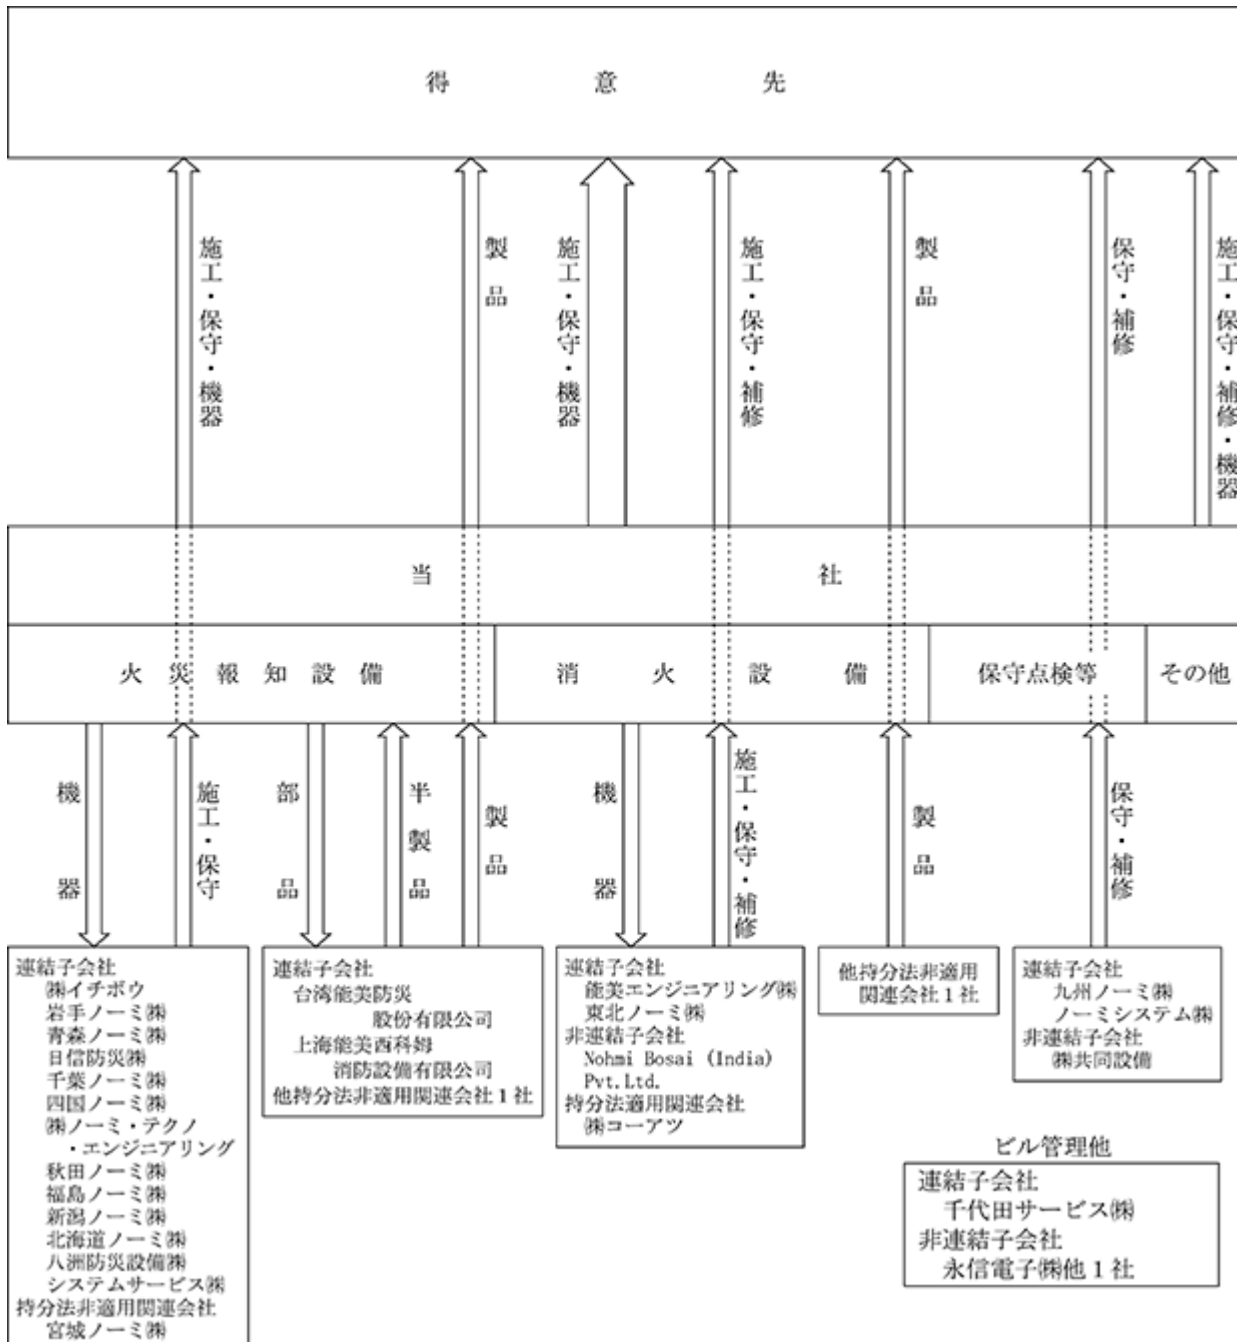 得意先
施工・保守・機器
製品
施工・保守・機器
施工・保守・補修
製品
保守・補修
施工・保守・補修・機器
当社
火災報知設備
消火設備
保守点検等
その他
機器
施工・保守
部品
半製品
製品
機器
施工・保守・補修
製品
保守・補修
連結子会社
㈱イチボウ
岩手ノーミ㈱
青森ノーミ㈱
日信防災㈱
千葉ノーミ㈱
四国ノーミ㈱
㈱ノーミ・テクノ
・エンジニアリング
秋田ノーミ㈱
福島ノーミ㈱
新潟ノーミ㈱
北海道ノーミ㈱
八洲防災設備㈱
システムサービス㈱
持分法非適用関連会社
宮城ノーミ㈱
連結子会社
台湾能美防災
股份有限公司
上海能美西科姆
消防設備有限公司
他持分法非適用関連会社1社
連結子会社
能美エンジニアリング㈱
東北ノーミ㈱
非連結子会社
Nohmi Bosai (India)
Pvt.Ltd.
持分法適用関連会社
㈱コーアツ
他持分法非適用
関連会社1社
連結子会社
九州ノーミ㈱
ノーミシステム㈱
非連結子会社
㈱共同設備
ビル管理他
連結子会社
千代田サービス㈱
非連結子会社
永信電子㈱他1社